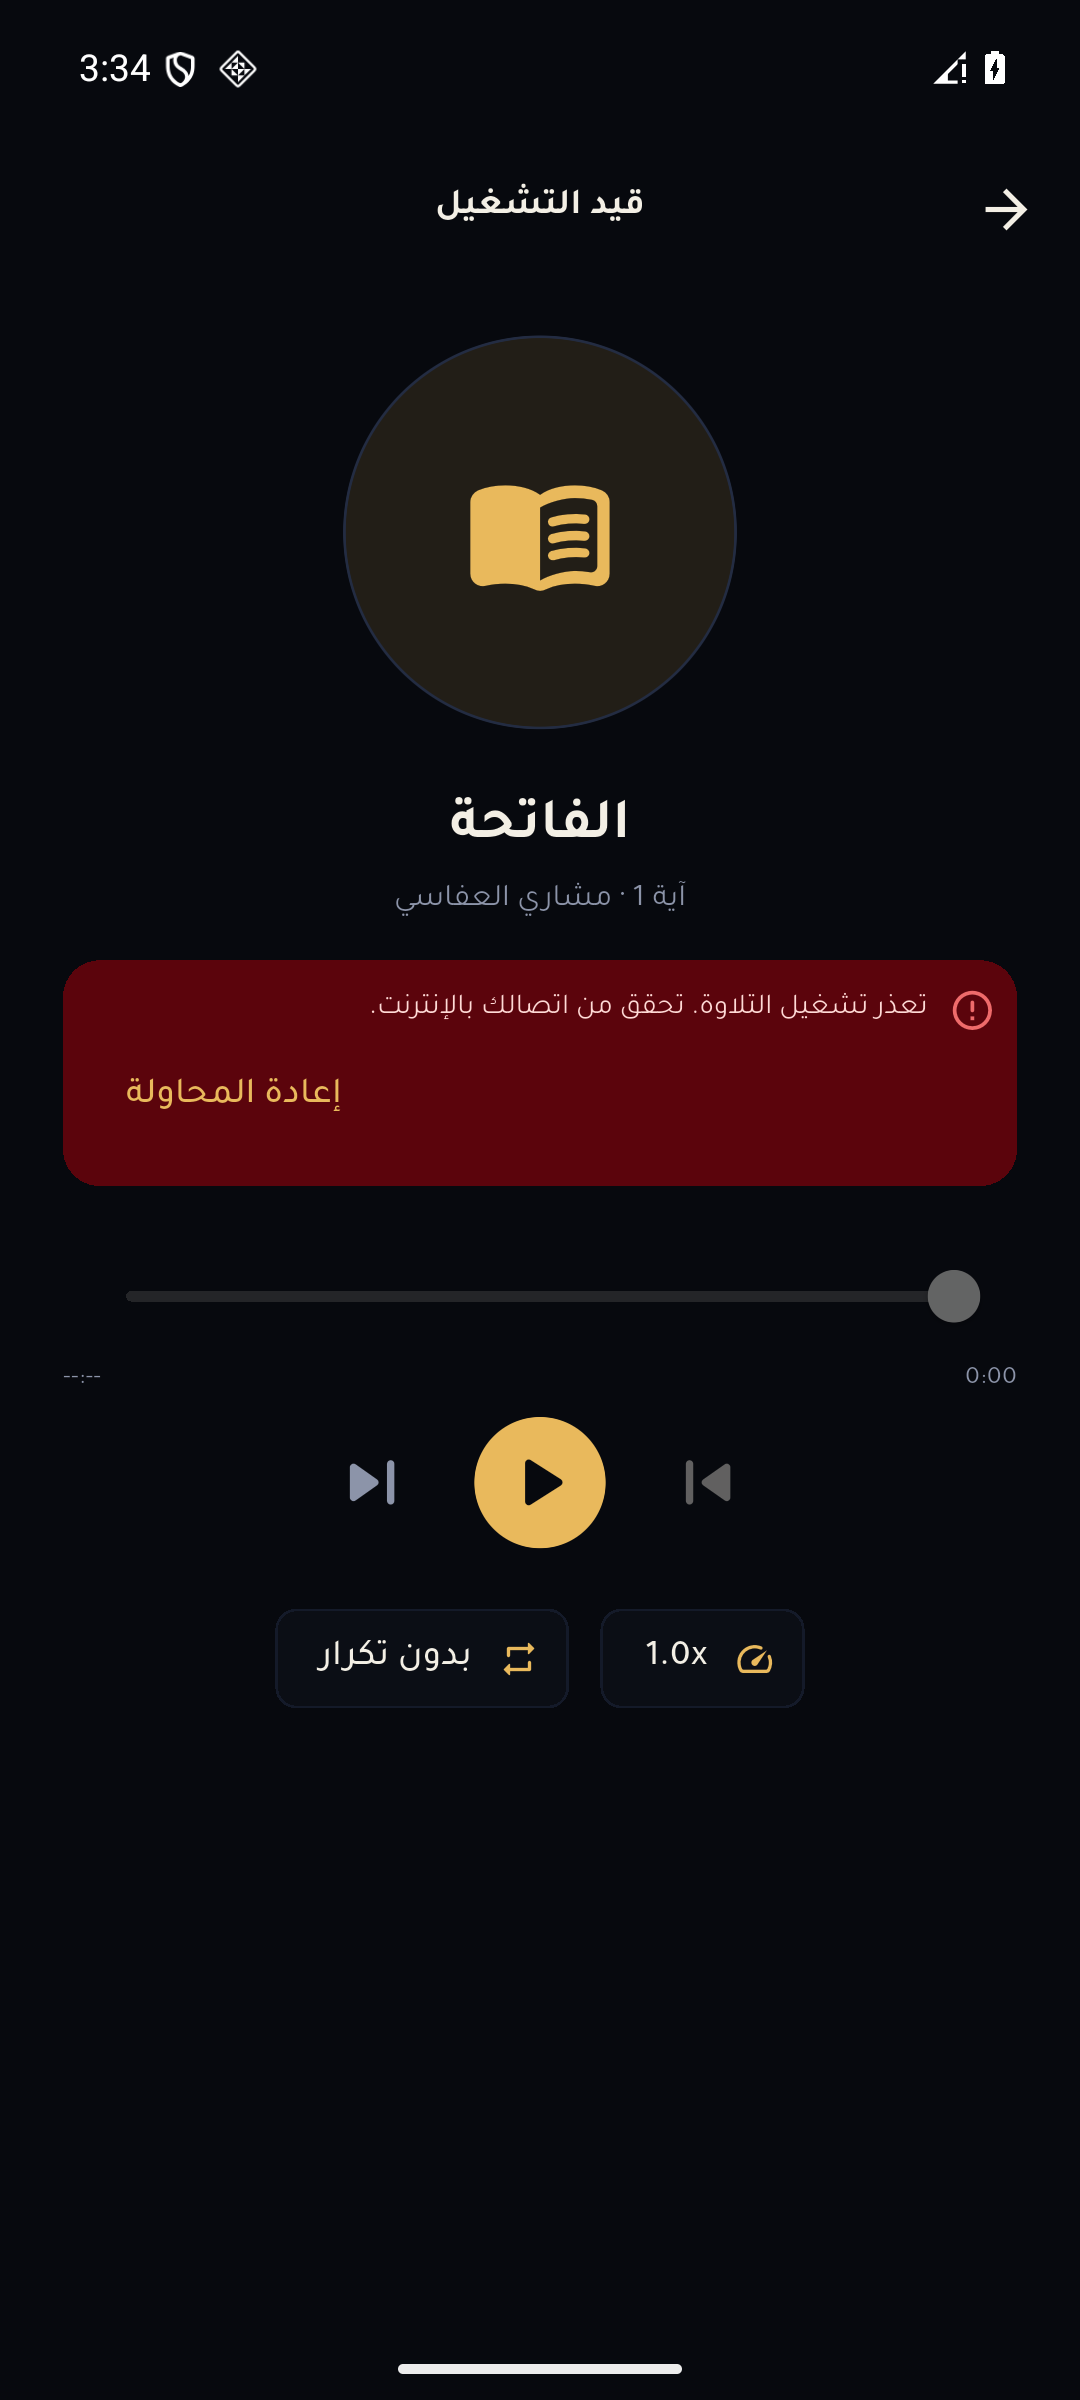 3:34
قيد التشغيل
الفاتحة
آية 1 · مشاري العفاسي
تعذر تشغيل التلاوة. تحقق من اتصالك بالإنترنت.
إعادة المحاولة
0:00
--:--
1.0x
بدون تكرار